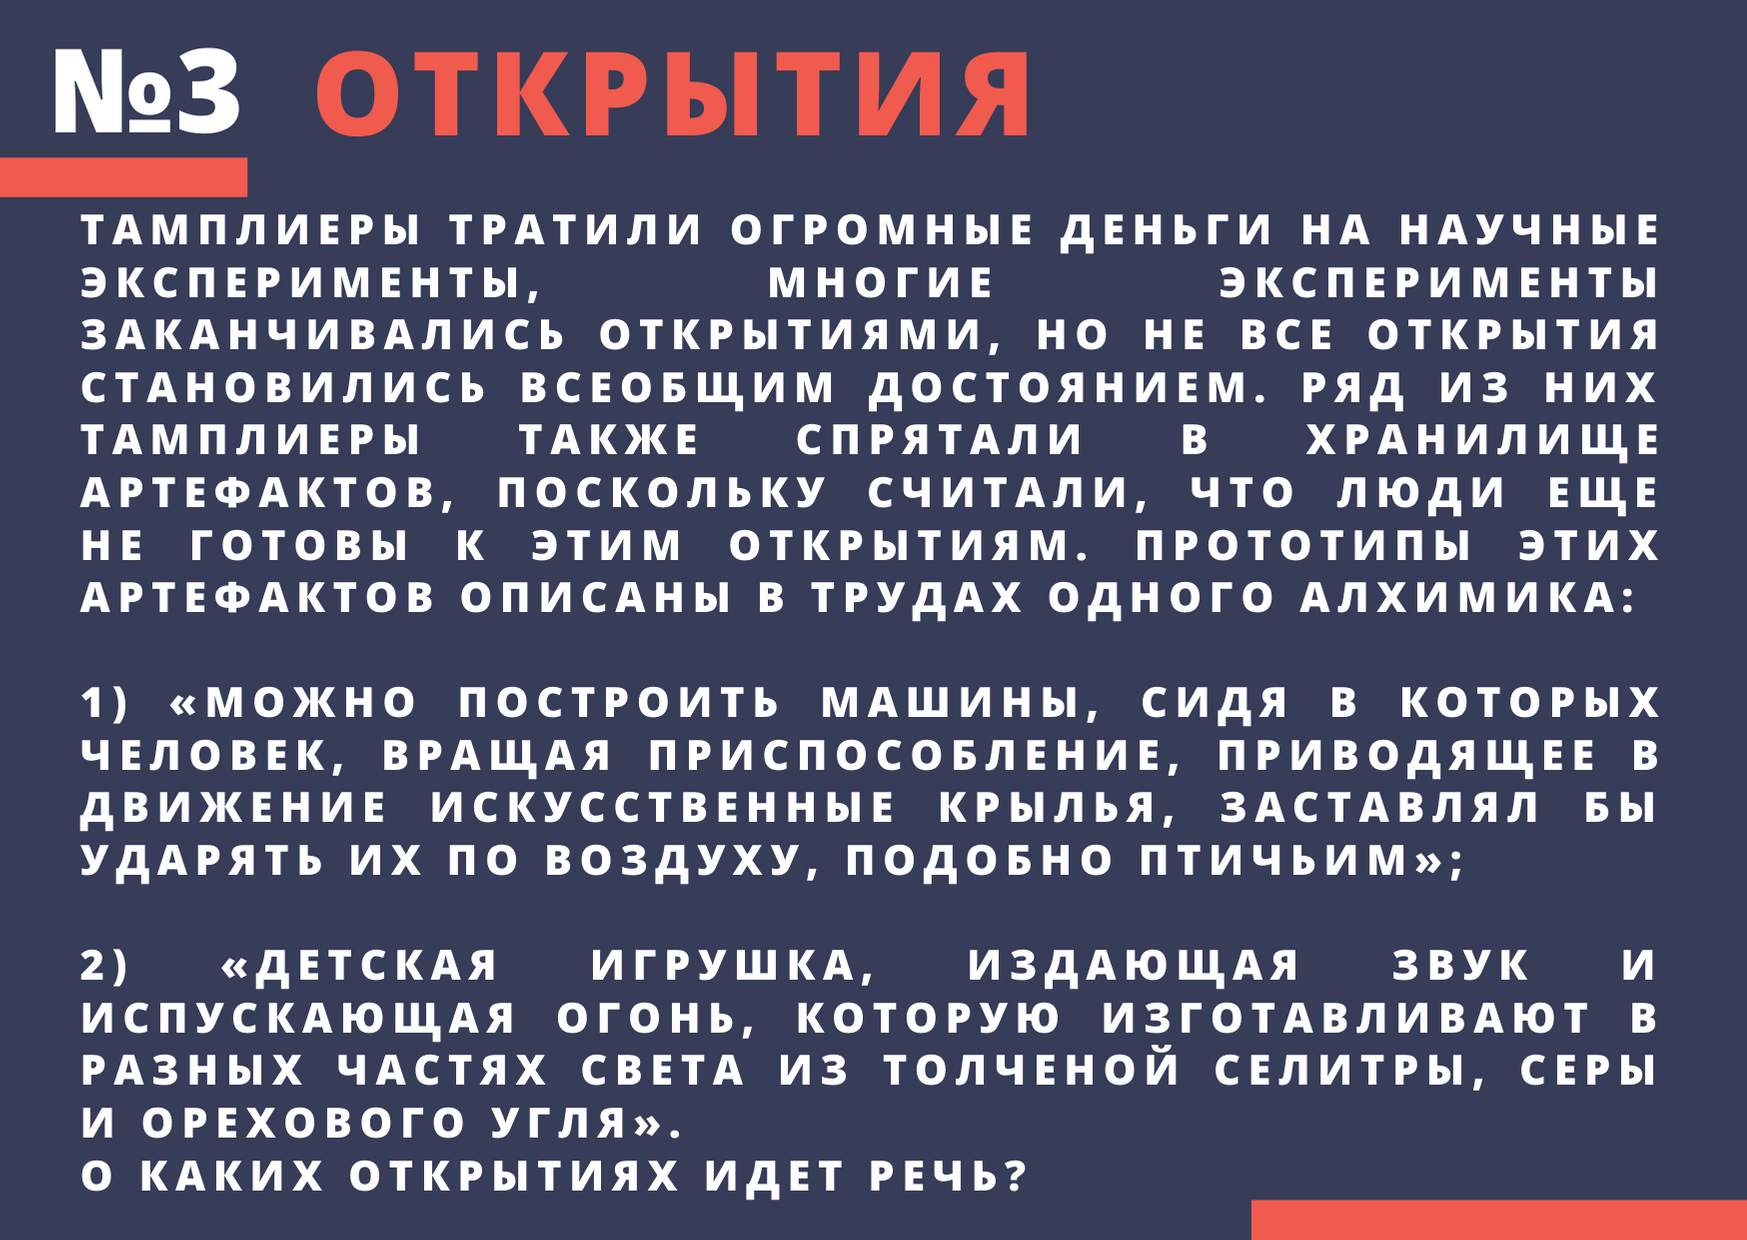 №3 ОТКРЫТИЯ
ТАМПЛИЕРЫ ТРАТИЛИ ОГРОМНЫЕ ДЕНЬГИ НА НАУЧНЫЕ
ЭКСПЕРИМЕНТЫ, МНОГИЕ ЭКСПЕРИМЕНТЫ
ЗАКАНЧИВАЛИСЬ ОТКРЫТИЯМИ, НО НЕ ВСЕ ОТКРЫТИЯ
СТАНОВИЛИСЬ ВСЕОБЩИМ ДОСТОЯНИЕМ. РЯД ИЗ НИХ
ТАМПЛИЕРЫ ТАКЖЕ СПРЯТАЛИ В ХРАНИЛИЩЕ
АРТЕФАКТОВ, ПОСКОЛЬКУ СЧИТАЛИ, ЧТО ЛЮДИ ЕЩЕ
НЕ ГОТОВЫ К ЭТИМ ОТКРЫТИЯМ. ПРОТОТИПЫ ЭТИХ
АРТЕФАКТОВ ОПИСАНЫ В ТРУДАХ ОДНОГО АЛХИМИКА:
1) «МОЖНО ПОСТРОИТЬ МАШИНЫ, СИДЯ В КОТОРЫХ
ЧЕЛОВЕК, ВРАЩАЯ ПРИСПОСОБЛЕНИЕ, ПРИВОДЯЩЕЕ В
ДВИЖЕНИЕ ИСКУССТВЕННЫЕ КРЫЛЬЯ, ЗАСТАВЛЯЛ БЫ
УДАРЯТЬ ИХ ПО ВОЗДУХУ, ПОДОБНО ПТИЧЬИМ»;
2) «ДЕТСКАЯ ИГРУШКА, ИЗДАЮЩАЯ ЗВУК И
ИСПУСКАЮЩАЯ ОГОНЬ, КОТОРУЮ ИЗГОТАВЛИВАЮТ В
РАЗНЫХ ЧАСТЯХ СВЕТА ИЗ ТОЛЧЕНОЙ СЕЛИТРЫ, СЕРЫ
И ОРЕХОВОГО УГЛЯ».
О КАКИХ ОТКРЫТИЯХ ИДЕТ РЕЧЬ?